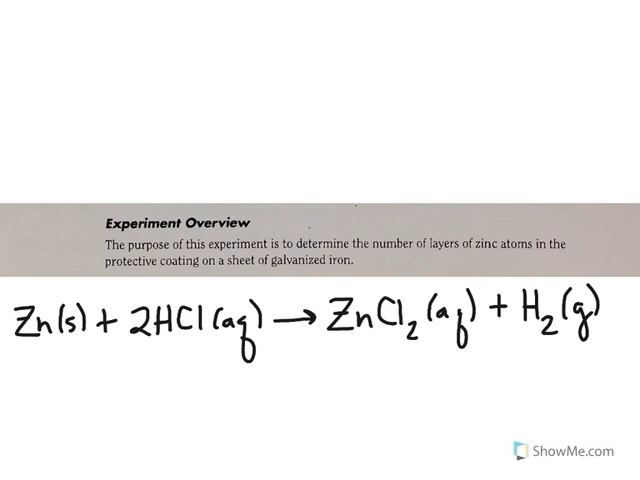 Experiment Overview
The purpose of this experiment is to determine the number of layers of zinc atoms in the
protective coating on a sheet of galvanized iron.
Zn(s) + 2HCl(aq) → ZnCl₂(aq) + H₂(g)
ShowMe.com